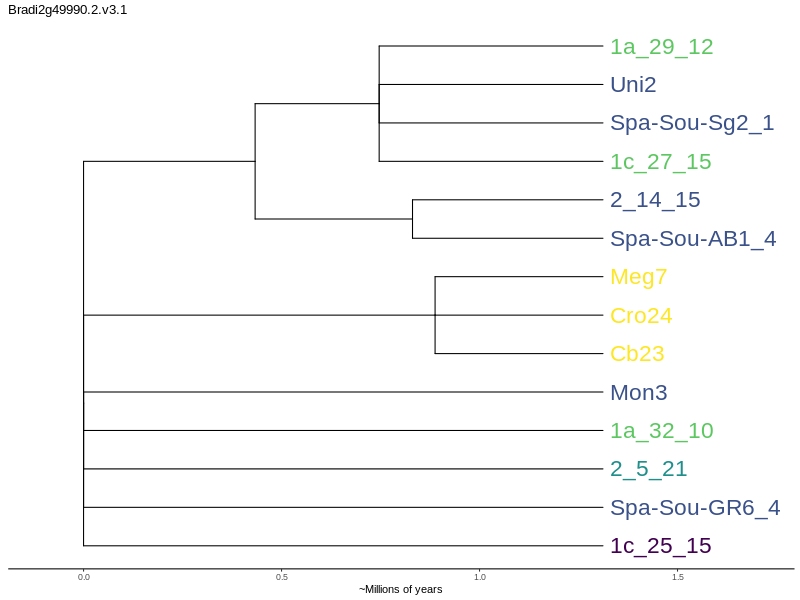 Bradi2g49990.2.v3.1
1a_29_12
Uni2
Spa-Sou-Sg2_1
1c_27_15
2_14_15
Spa-Sou-AB1_4
Meg7
Cro24
Cb23
Mon3
1a_32_10
2_5_21
Spa-Sou-GR6_4
1c_25_15
0.0 0.5 1.0 1.5
~Millions of years